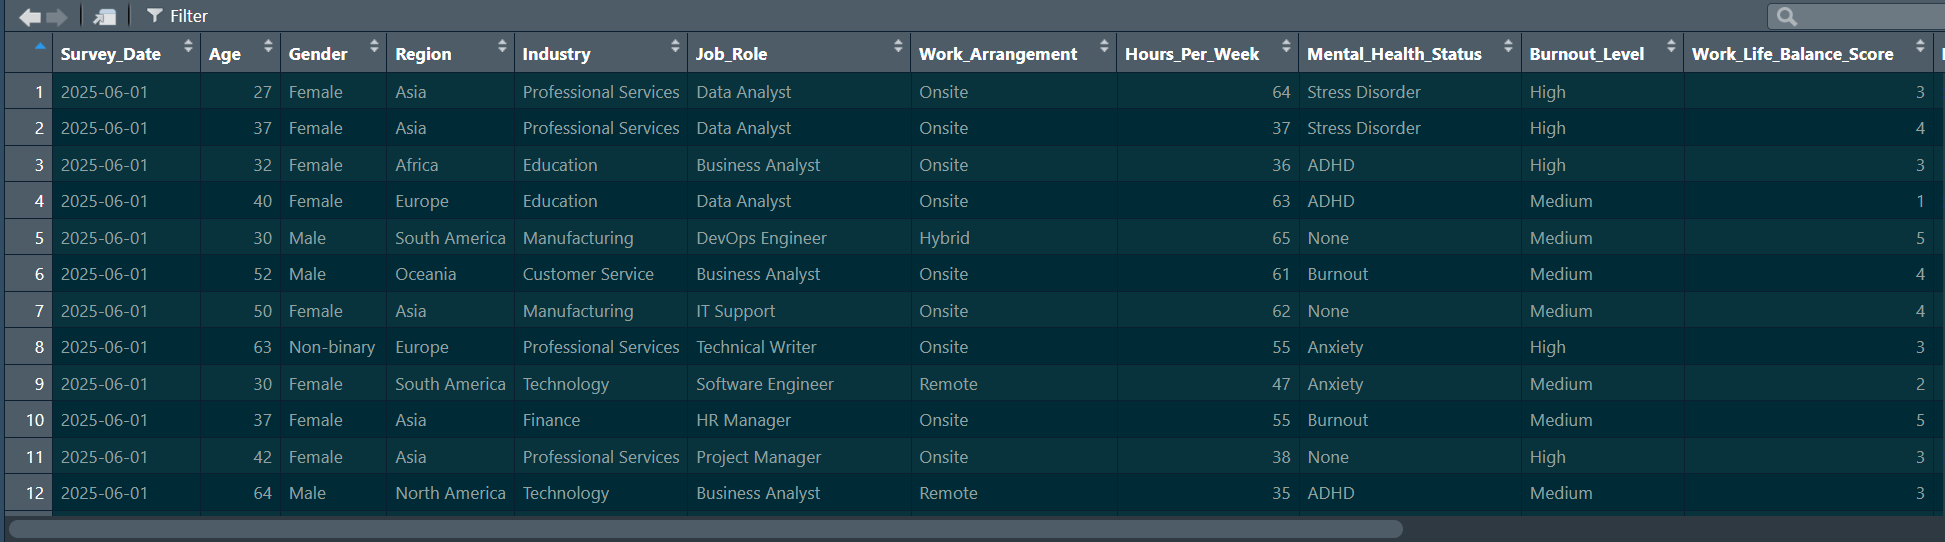 Filter
Survey_Date Age Gender Region Industry Job_Role Work_Arrangement Hours_Per_Week Mental_Health_Status Burnout_Level Work_Life_Balance_Score
1 2025-06-01 27 Female Asia Professional Services Data Analyst Onsite 64 Stress Disorder High 3
2 2025-06-01 37 Female Asia Professional Services Data Analyst Onsite 37 Stress Disorder High 4
3 2025-06-01 32 Female Africa Education Business Analyst Onsite 36 ADHD High 3
4 2025-06-01 40 Female Europe Education Data Analyst Onsite 63 ADHD Medium 1
5 2025-06-01 30 Male South America Manufacturing DevOps Engineer Hybrid 65 None Medium 5
6 2025-06-01 52 Male Oceania Customer Service Business Analyst Onsite 61 Burnout Medium 4
7 2025-06-01 50 Female Asia Manufacturing IT Support Onsite 62 None Medium 4
8 2025-06-01 63 Non-binary Europe Professional Services Technical Writer Onsite 55 Anxiety High 3
9 2025-06-01 30 Female South America Technology Software Engineer Remote 47 Anxiety Medium 2
10 2025-06-01 37 Female Asia Finance HR Manager Onsite 55 Burnout Medium 5
11 2025-06-01 42 Female Asia Professional Services Project Manager Onsite 38 None High 3
12 2025-06-01 64 Male North America Technology Business Analyst Remote 35 ADHD Medium 3